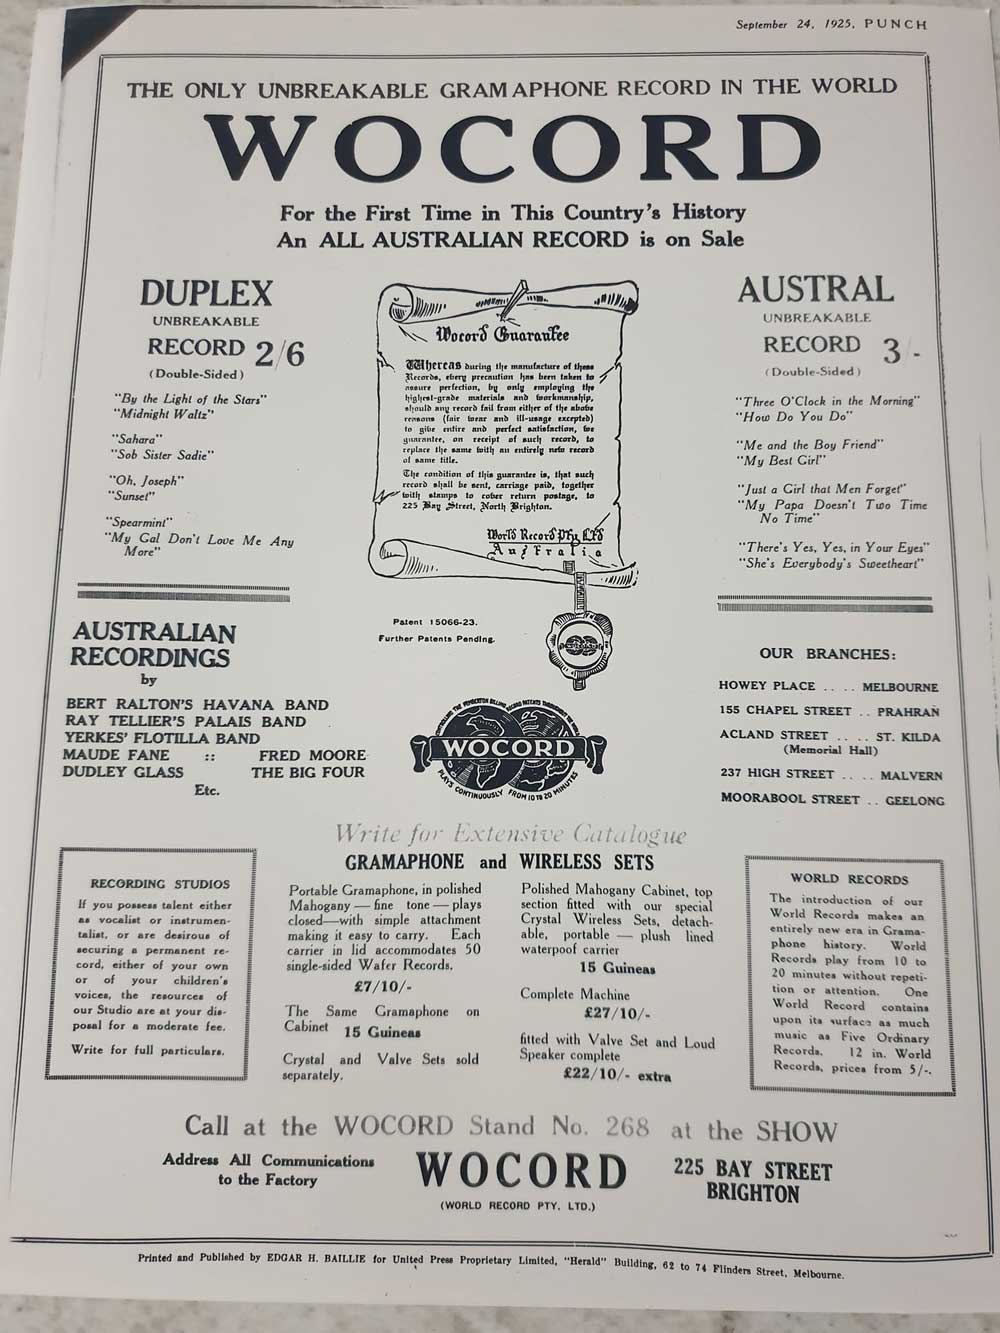 September 24, 1925, PUNCH
THE ONLY UNBREAKABLE GRAMAPHONE RECORD IN THE WORLD
WOCORD
For the First Time in This Country's History
An ALL AUSTRALIAN RECORD is on Sale
DUPLEX
UNBREAKABLE
RECORD 2/6
(Double-Sided)
"By the Light of the Stars"
"Midnight Waltz"
"Sahara"
"Sob Sister Sadie"
"Oh, Joseph"
"Sunset"
"Spearmint"
"My Gal Don't Love Me Any
More"
Wocord Guarantee
Whereas during the manufacture of these
Records, every precaution has been taken to
assure perfection, by only employing the
highest-grade materials and workmanship,
should any record fail from either of the above
reasons (fair wear and ill-usage excepted)
to give entire and perfect satisfaction, we
guarantee, on receipt of such record, to
replace the same with an entirely new record
of same title.
The condition of this guarantee is, that such
record shall be sent, carriage paid, together
with stamps to cover return postage, to
225 Bay Street, North Brighton.
World Record Pty Ltd
Australia
Patent 15066-23.
Further Patents Pending.
AUSTRAL
UNBREAKABLE
RECORD 3/-
(Double-Sided)
"Three O'Clock in the Morning"
"How Do You Do"
"Me and the Boy Friend"
"My Best Girl"
"Just a Girl that Men Forget"
"My Papa Doesn't Two Time
No Time"
"There's Yes, Yes, in Your Eyes"
"She's Everybody's Sweetheart"
AUSTRALIAN
RECORDINGS
by
BERT RALTON'S HAVANA BAND
RAY TELLIER'S PALAIS BAND
YERKES' FLOTILLA BAND
MAUDE FANE :: FRED MOORE
DUDLEY GLASS THE BIG FOUR
Etc.
CONTROLLING THE PEMBERTON BILLING RECORD PATENTS THROUGHOUT THE WORLD
WOCORD
PLAYS CONTINUOUSLY FROM 10 TO 20 MINUTES
OUR BRANCHES:
HOWEY PLACE .. .. MELBOURNE
155 CHAPEL STREET .. PRAHRAN
ACLAND STREET .. .. ST. KILDA
(Memorial Hall)
237 HIGH STREET .. .. MALVERN
MOORABOOL STREET .. GEELONG
Write for Extensive Catalogue
GRAMAPHONE and WIRELESS SETS
RECORDING STUDIOS
If you possess talent either
as vocalist or instrumen-
talist, or are desirous of
securing a permanent re-
cord, either of your own
or of your children's
voices, the resources of
our Studio are at your dis-
posal for a moderate fee.
Write for full particulars.
Portable Gramaphone, in polished
Mahogany — fine tone — plays
closed—with simple attachment
making it easy to carry. Each
carrier in lid accommodates 50
single-sided Wafer Records.
£7/10/-
The Same Gramaphone on
Cabinet 15 Guineas
Crystal and Valve Sets sold
separately.
Polished Mahogany Cabinet, top
section fitted with our special
Crystal Wireless Sets, detach-
able, portable — plush lined
waterpoof carrier
15 Guineas
Complete Machine
£27/10/-
fitted with Valve Set and Loud
Speaker complete
£22/10/- extra
WORLD RECORDS
The introduction of our
World Records makes an
entirely new era in Grama-
phone history. World
Records play from 10 to
20 minutes without repeti-
tion or attention. One
World Record contains
upon its surface as much
music as Five Ordinary
Records. 12 in. World
Records, prices from 5/-.
Call at the WOCORD Stand No. 268 at the SHOW
Address All Communications
to the Factory
WOCORD
(WORLD RECORD PTY. LTD.)
225 BAY STREET
BRIGHTON
Printed and Published by EDGAR H. BAILLIE for United Press Proprietary Limited, "Herald" Building, 62 to 74 Flinders Street, Melbourne.